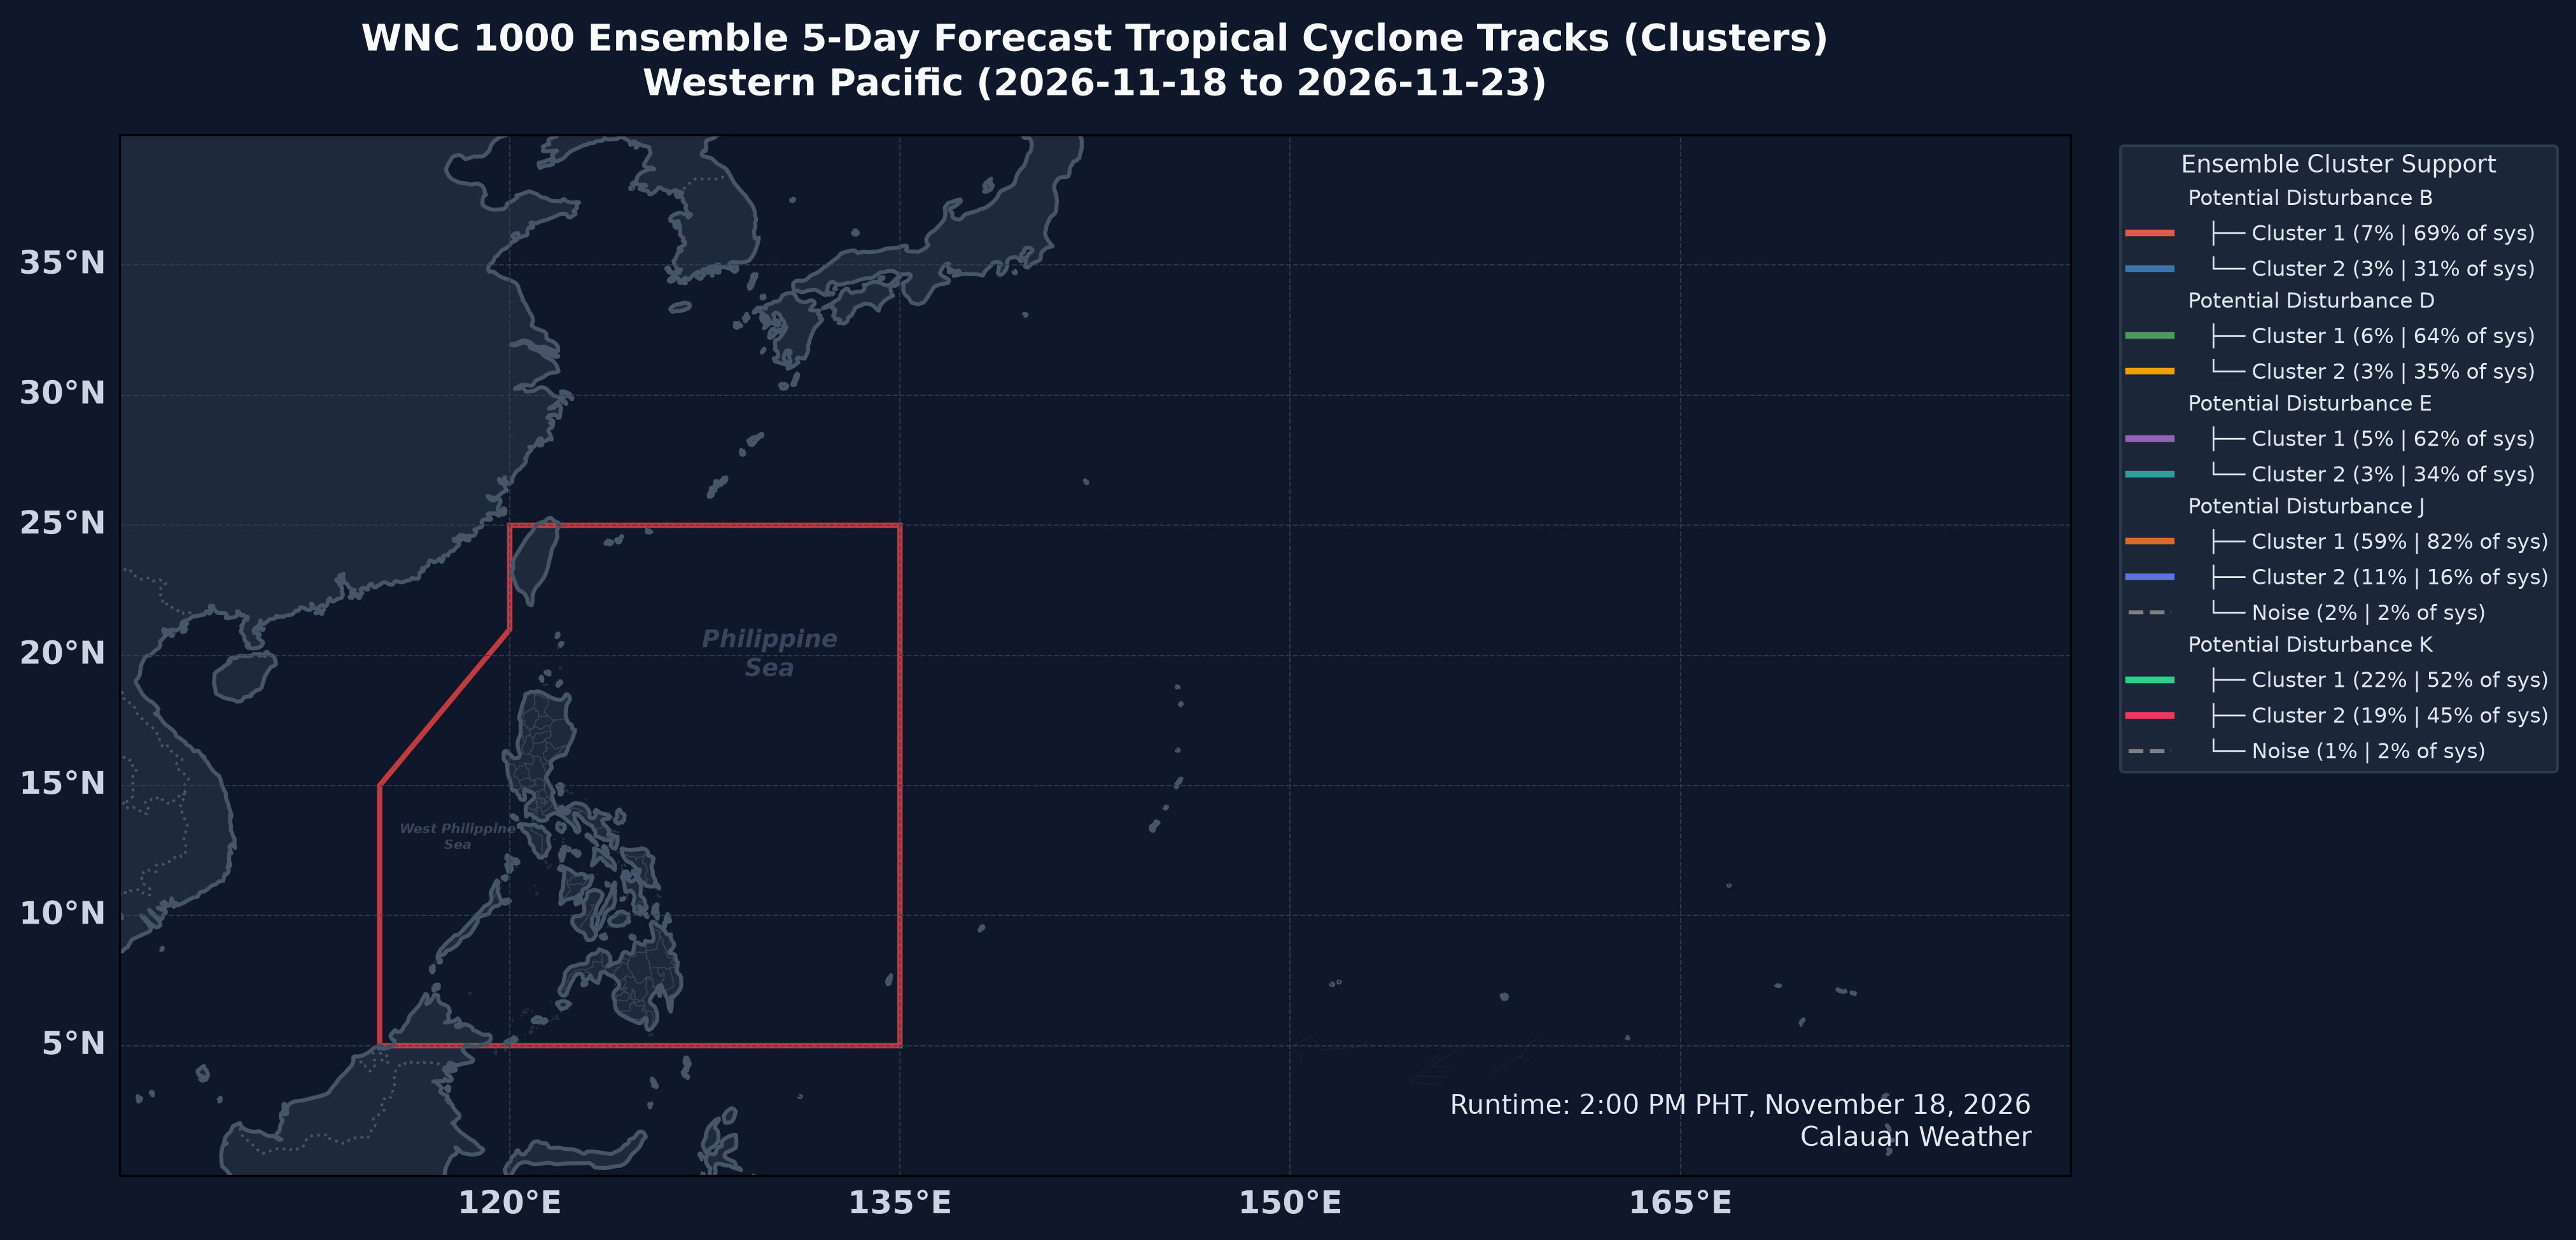 WNC 1000 Ensemble 5-Day Forecast Tropical Cyclone Tracks (Clusters)
Western Pacific (2026-11-18 to 2026-11-23)
35°N
30°N
25°N
20°N
15°N
10°N
5°N
120°E
135°E
150°E
165°E
Philippine
Sea
West Philippine
Sea
Runtime: 2:00 PM PHT, November 18, 2026
Calauan Weather
Ensemble Cluster Support
Potential Disturbance B
Cluster 1 (7% | 69% of sys)
Cluster 2 (3% | 31% of sys)
Potential Disturbance D
Cluster 1 (6% | 64% of sys)
Cluster 2 (3% | 35% of sys)
Potential Disturbance E
Cluster 1 (5% | 62% of sys)
Cluster 2 (3% | 34% of sys)
Potential Disturbance J
Cluster 1 (59% | 82% of sys)
Cluster 2 (11% | 16% of sys)
Noise (2% | 2% of sys)
Potential Disturbance K
Cluster 1 (22% | 52% of sys)
Cluster 2 (19% | 45% of sys)
Noise (1% | 2% of sys)